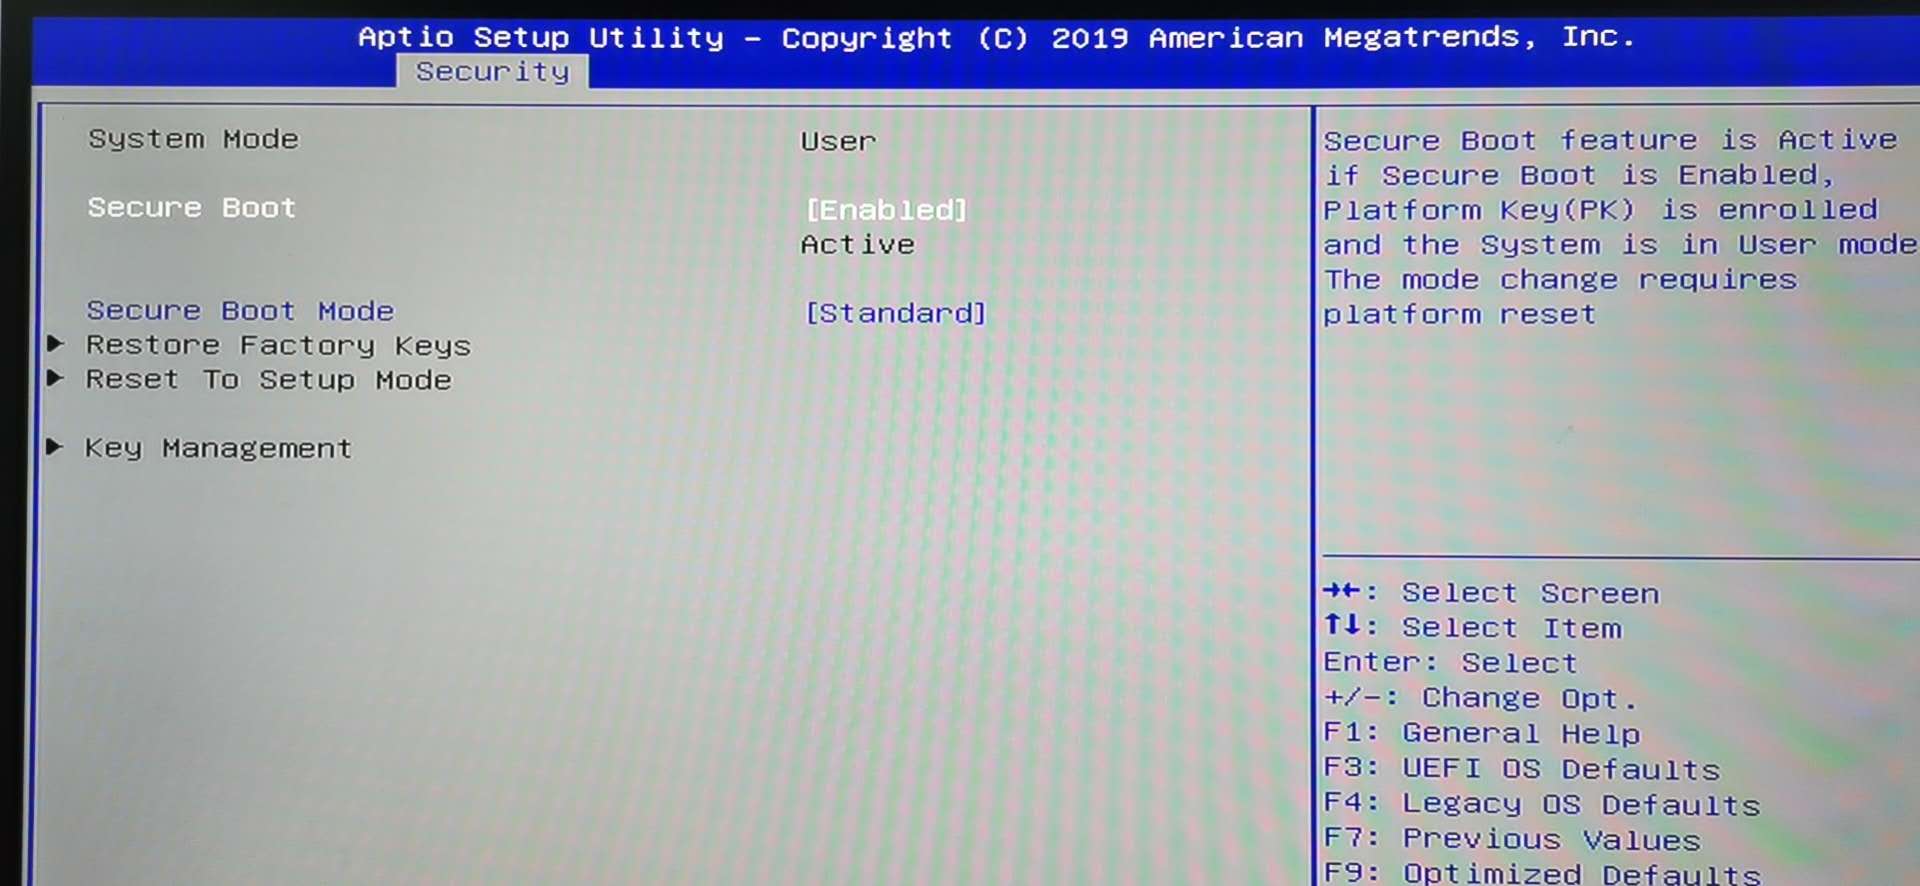 Aptio Setup Utility – Copyright (C) 2019 American Megatrends, Inc.
Security
System Mode User
Secure Boot [Enabled]
Active
Secure Boot Mode [Standard]
► Restore Factory Keys
► Reset To Setup Mode
► Key Management
Secure Boot feature is Active
if Secure Boot is Enabled,
Platform Key(PK) is enrolled
and the System is in User mode
The mode change requires
platform reset
→←: Select Screen
↑↓: Select Item
Enter: Select
+/-: Change Opt.
F1: General Help
F3: UEFI OS Defaults
F4: Legacy OS Defaults
F7: Previous Values
F9: Optimized Defaults